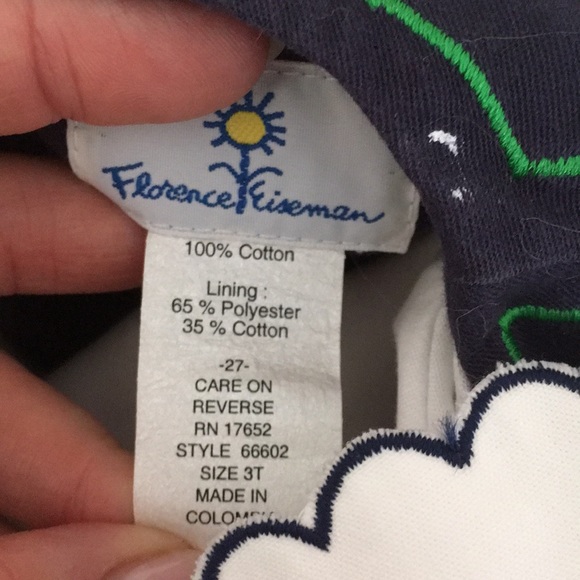 Florence Eiseman
100% Cotton
Lining :
65 % Polyester
35 % Cotton
-27-
CARE ON
REVERSE
RN 17652
STYLE 66602
SIZE 3T
MADE IN